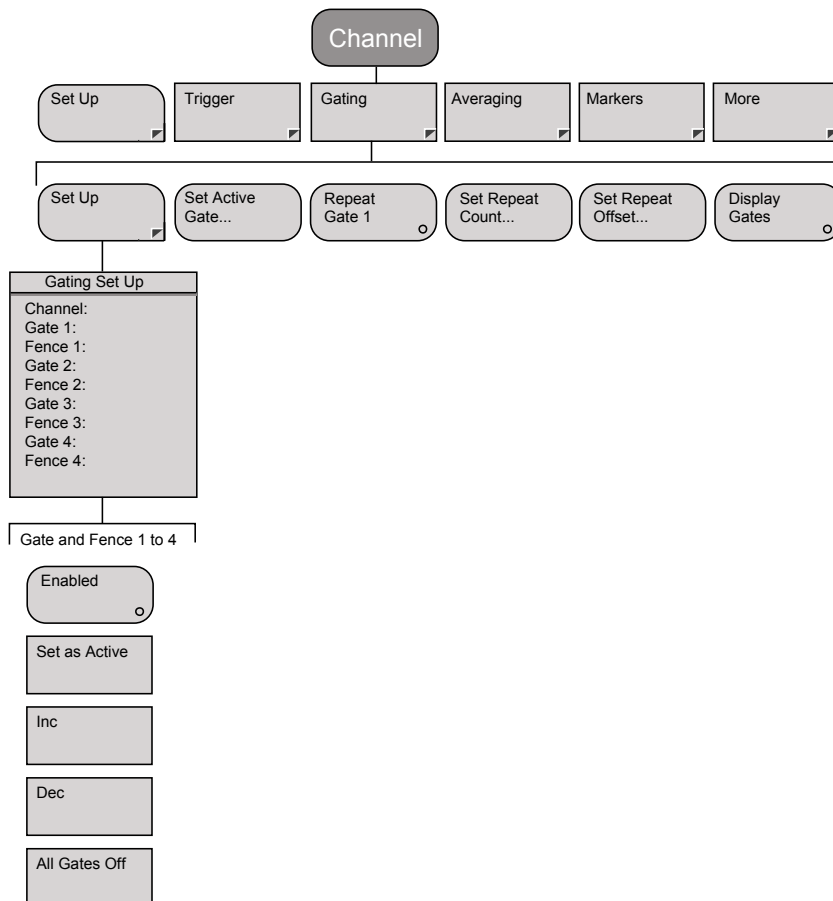 Channel
Set Up
Trigger
Gating
Averaging
Markers
More
Set Up
Set Active
Gate...
Repeat
Gate 1
Set Repeat
Count...
Set Repeat
Offset...
Display
Gates
Gating Set Up
Channel:
Gate 1:
Fence 1:
Gate 2:
Fence 2:
Gate 3:
Fence 3:
Gate 4:
Fence 4:
Gate and Fence 1 to 4
Enabled
Set as Active
Inc
Dec
All Gates Off